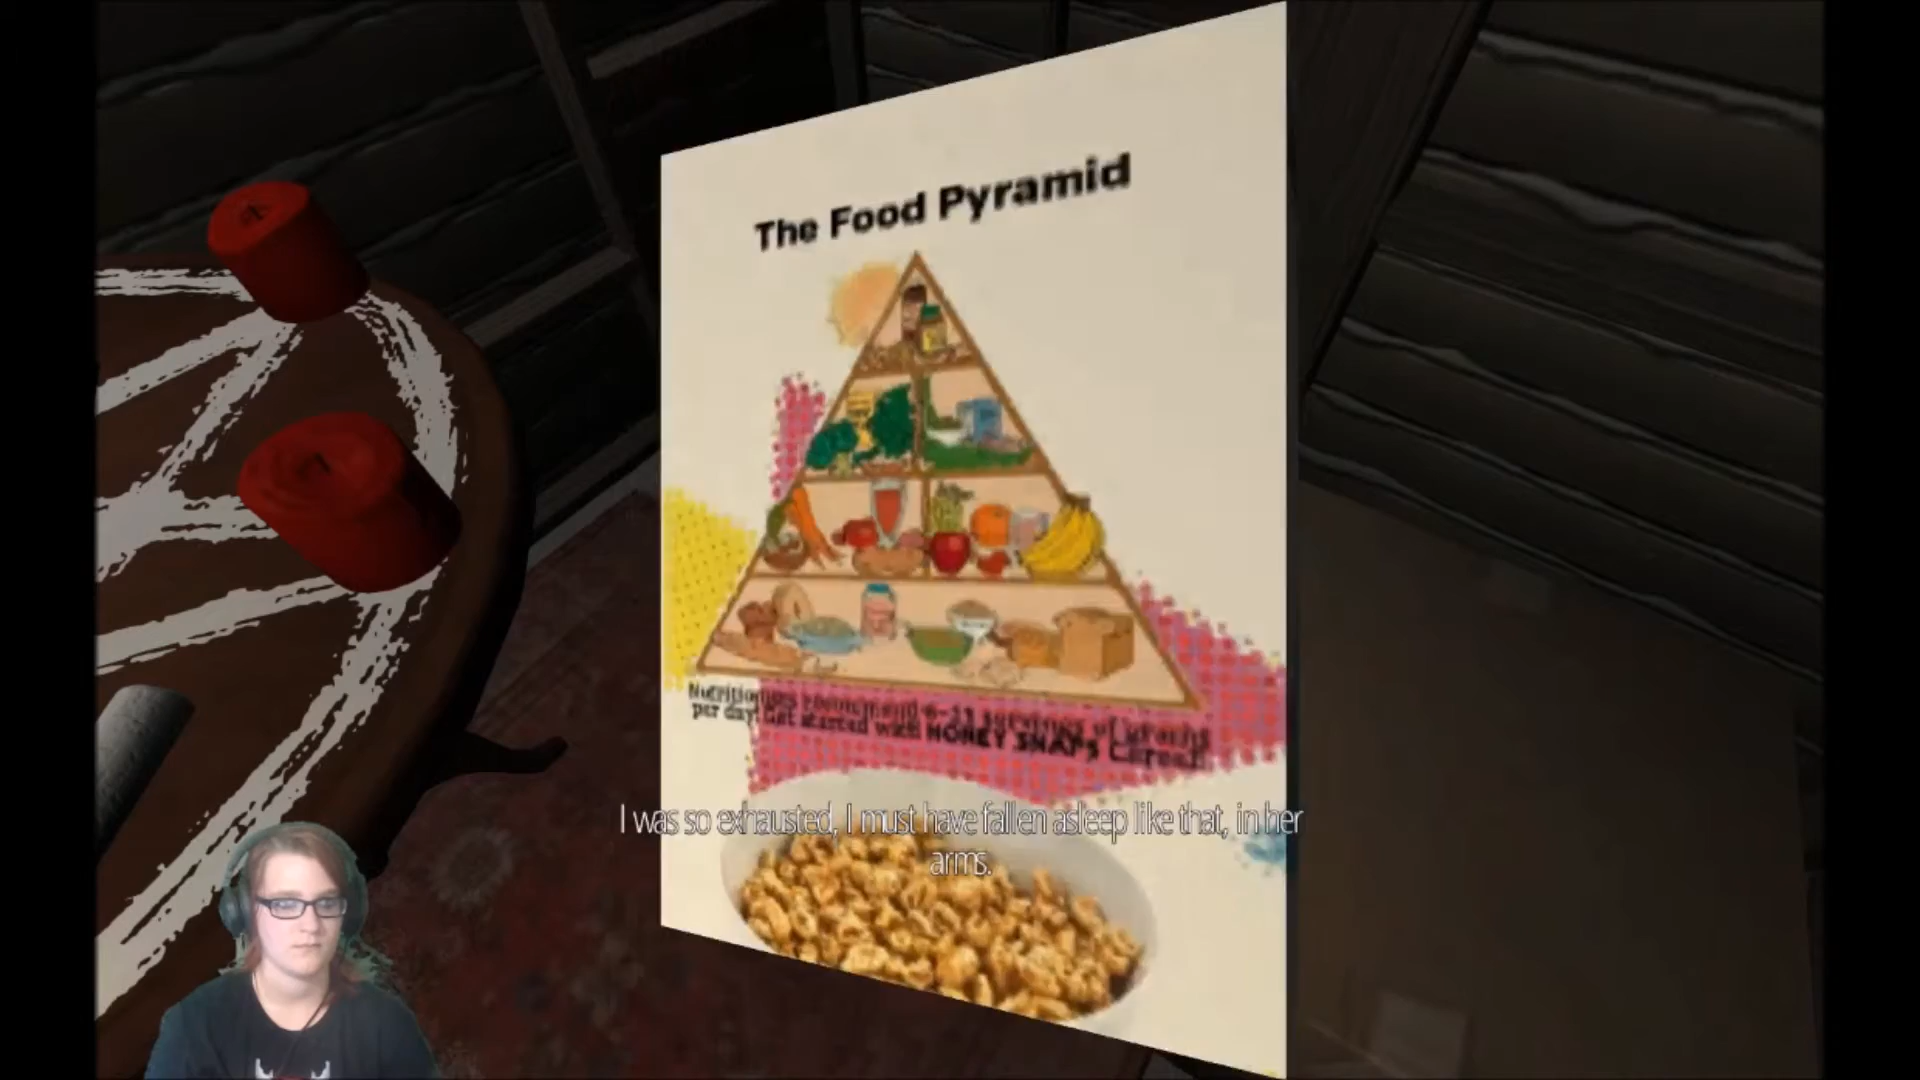 The Food Pyramid
Nutritionists recommend 6-11 servings of grains
per day! Get started with HONEY SNAPS Cereal!
I was so exhausted, I must have fallen asleep like that, in her
arms.